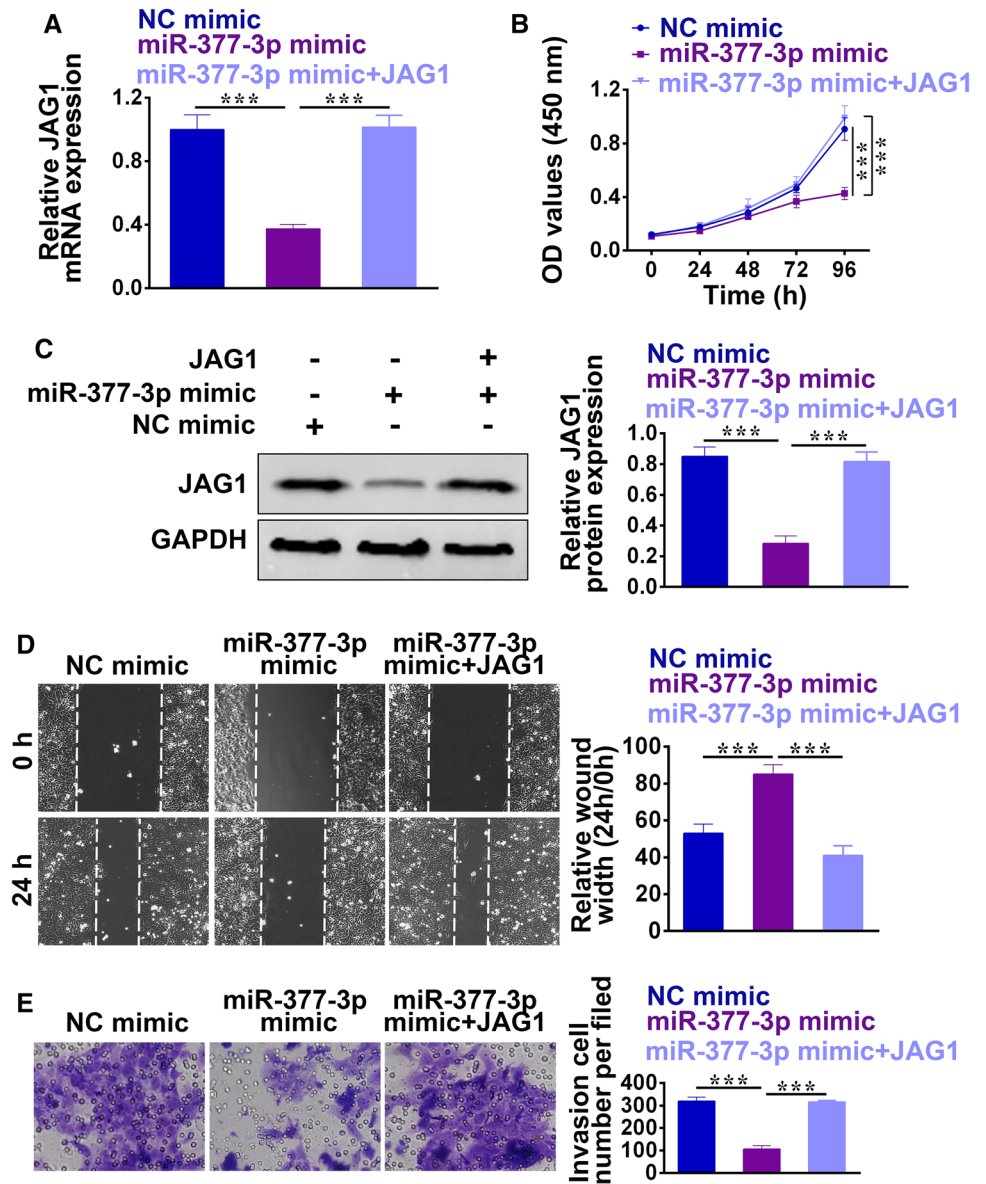 A
NC mimic
miR-377-3p mimic
miR-377-3p mimic+JAG1
Relative JAG1
mRNA expression
1.2
0.8
0.4
0.0
***
***
B
NC mimic
miR-377-3p mimic
miR-377-3p mimic+JAG1
OD values (450 nm)
1.2
0.8
0.4
0.0
0 24 48 72 96
Time (h)
***
***
C
JAG1 - - +
miR-377-3p mimic - + +
NC mimic + - -
JAG1
GAPDH
NC mimic
miR-377-3p mimic
miR-377-3p mimic+JAG1
Relative JAG1
protein expression
1.0
0.8
0.6
0.4
0.2
0.0
***
***
D
NC mimic
miR-377-3p
mimic
miR-377-3p
mimic+JAG1
0 h
24 h
NC mimic
miR-377-3p mimic
miR-377-3p mimic+JAG1
Relative wound
width (24h/0h)
100
80
60
40
20
0
***
***
E
NC mimic
miR-377-3p
mimic
miR-377-3p
mimic+JAG1
NC mimic
miR-377-3p mimic
miR-377-3p mimic+JAG1
Invasion cell
number per filed
400
300
200
100
0
***
***